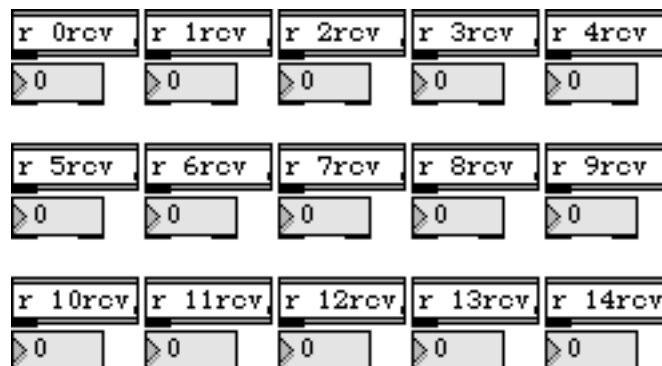 r 0rcv r 1rcv r 2rcv r 3rcv r 4rcv
0 0 0 0 0
r 5rcv r 6rcv r 7rcv r 8rcv r 9rcv
0 0 0 0 0
r 10rcv r 11rcv r 12rcv r 13rcv r 14rcv
0 0 0 0 0